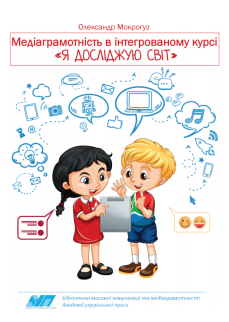 Олександр Мокрогуз
Медіаграмотність в інтегрованому курсі
«Я ДОСЛІДЖУЮ СВІТ»
Бібліотека масової комунікації та медіаграмотності
Академії української преси